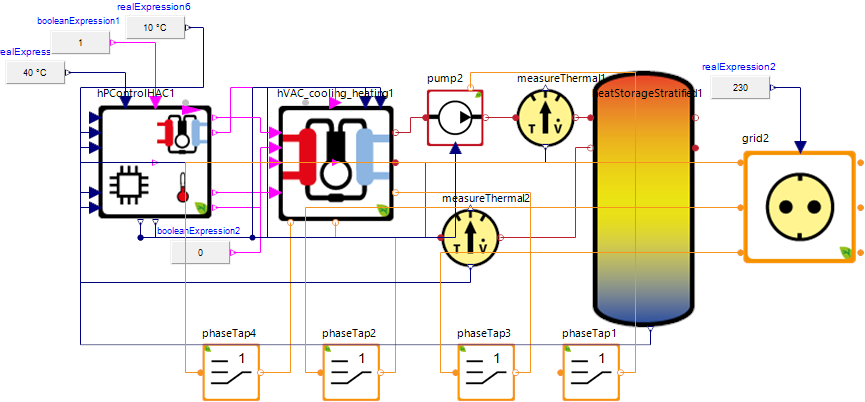 realExpression6
10 °C
booleanExpression1
1
realExpress
40 °C
hPControlHAC1
hVAC_cooling_heating1
pump2
measureThermal1
heatStorageStratified1
realExpression2
230
grid2
T V̇
measureThermal2
T V̇
booleanExpression2
0
phaseTap4
phaseTap2
phaseTap3
phaseTap1
1
1
1
1